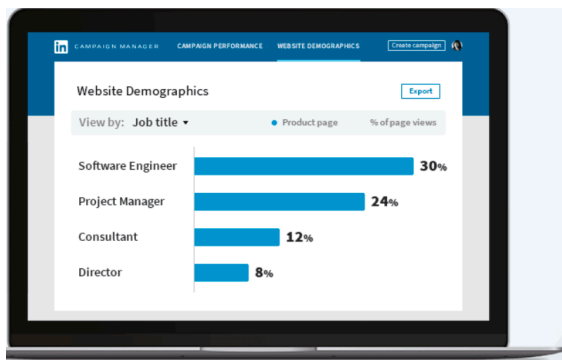 in CAMPAIGN MANAGER CAMPAIGN PERFORMANCE WEBSITE DEMOGRAPHICS Create campaign
Website Demographics Export
View by: Job title Product page % of page views
Software Engineer 30%
Project Manager 24%
Consultant 12%
Director 8%